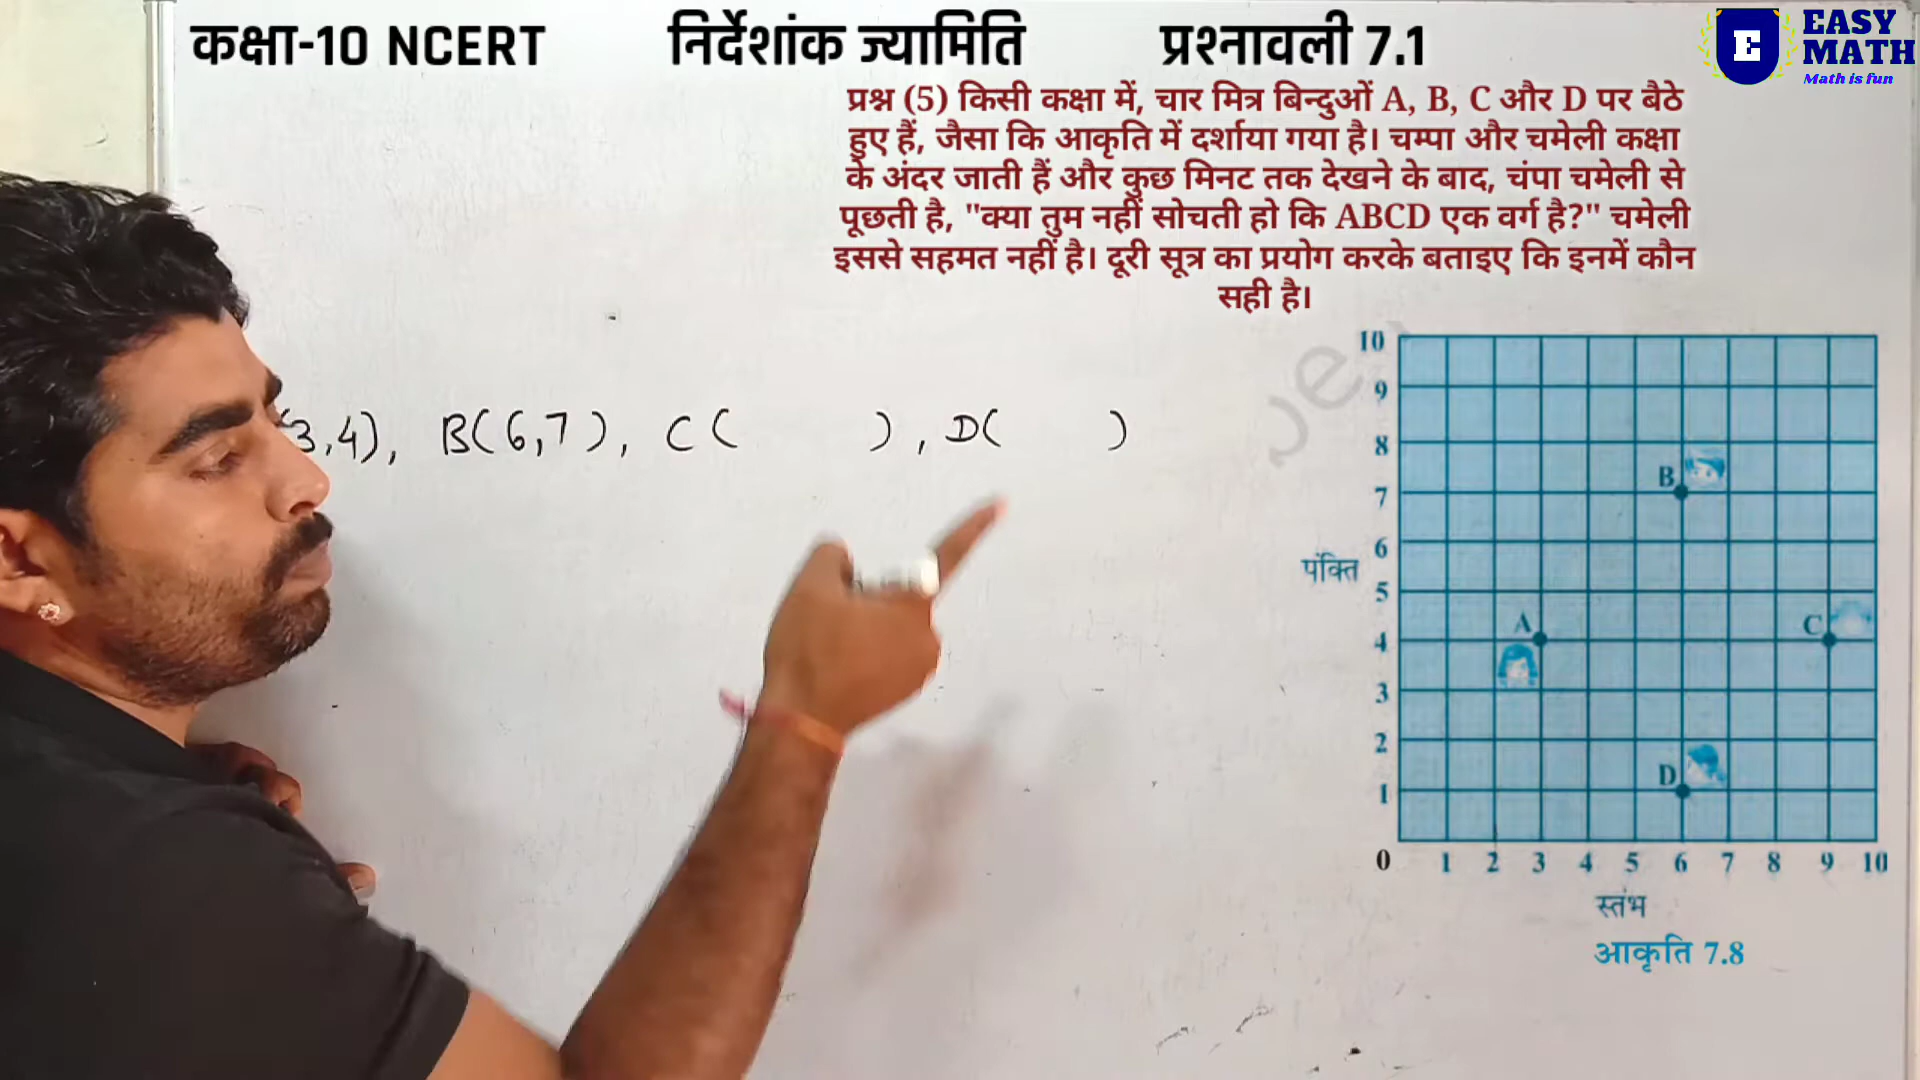 कक्षा-10 NCERT निर्देशांक ज्यामिति प्रश्नावली 7.1
E EASY
MATH
Math is fun
प्रश्न (5) किसी कक्षा में, चार मित्र बिन्दुओं A, B, C और D पर बैठे
हुए हैं, जैसा कि आकृति में दर्शाया गया है। चम्पा और चमेली कक्षा
के अंदर जाती हैं और कुछ मिनट तक देखने के बाद, चंपा चमेली से
पूछती है, "क्या तुम नहीं सोचती हो कि ABCD एक वर्ग है?" चमेली
इससे सहमत नहीं है। दूरी सूत्र का प्रयोग करके बताइए कि इनमें कौन
सही है।
(3,4), B(6,7), C( ), D( )
10
9
8
B
7
6
पंक्ति
5
A C
4
3
2
D
1
0 1 2 3 4 5 6 7 8 9 10
स्तंभ
आकृति 7.8